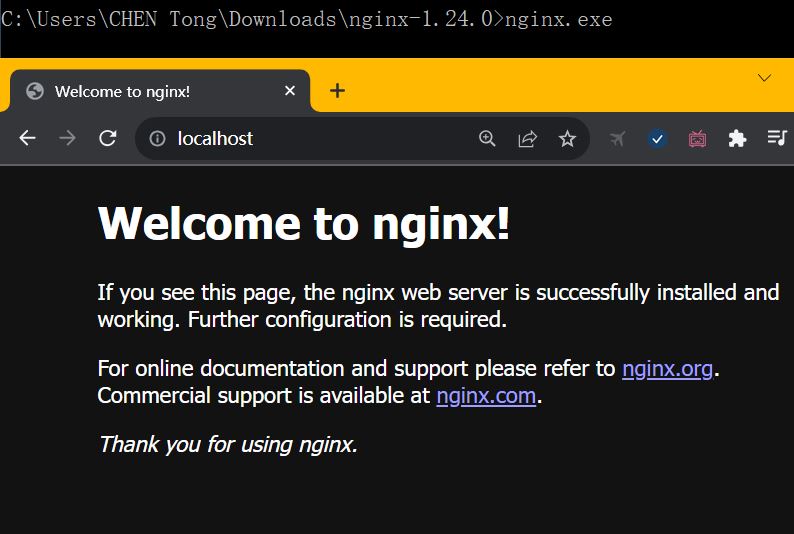 C:\Users\CHEN Tong\Downloads\nginx-1.24.0>nginx.exe
Welcome to nginx!
localhost
Welcome to nginx!
If you see this page, the nginx web server is successfully installed and
working. Further configuration is required.
For online documentation and support please refer to nginx.org.
Commercial support is available at nginx.com.
Thank you for using nginx.